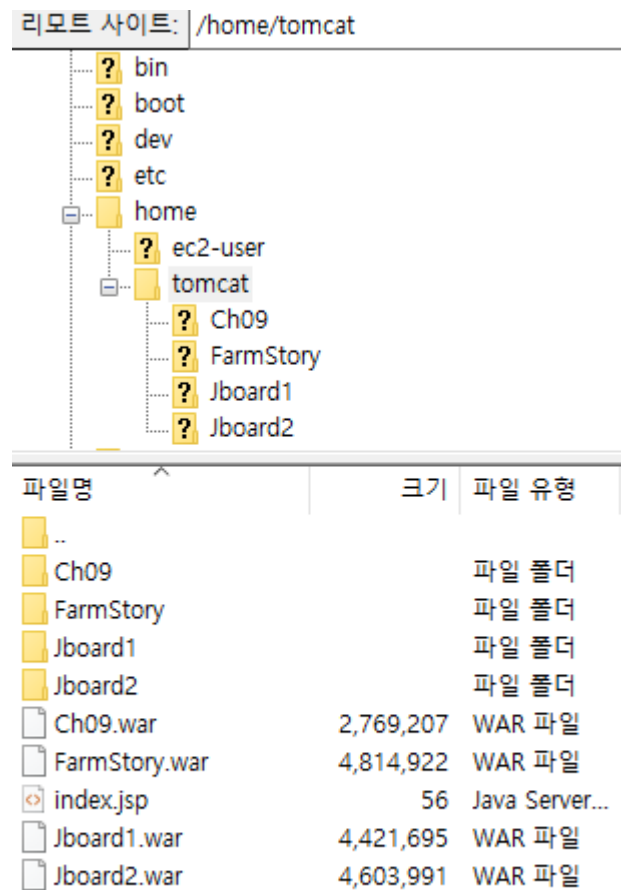 리모트 사이트: /home/tomcat
? bin
? boot
? dev
? etc
home
? ec2-user
tomcat
? Ch09
? FarmStory
? Jboard1
? Jboard2
파일명 크기 파일 유형
..
Ch09 파일 폴더
FarmStory 파일 폴더
Jboard1 파일 폴더
Jboard2 파일 폴더
Ch09.war 2,769,207 WAR 파일
FarmStory.war 4,814,922 WAR 파일
index.jsp 56 Java Server...
Jboard1.war 4,421,695 WAR 파일
Jboard2.war 4,603,991 WAR 파일